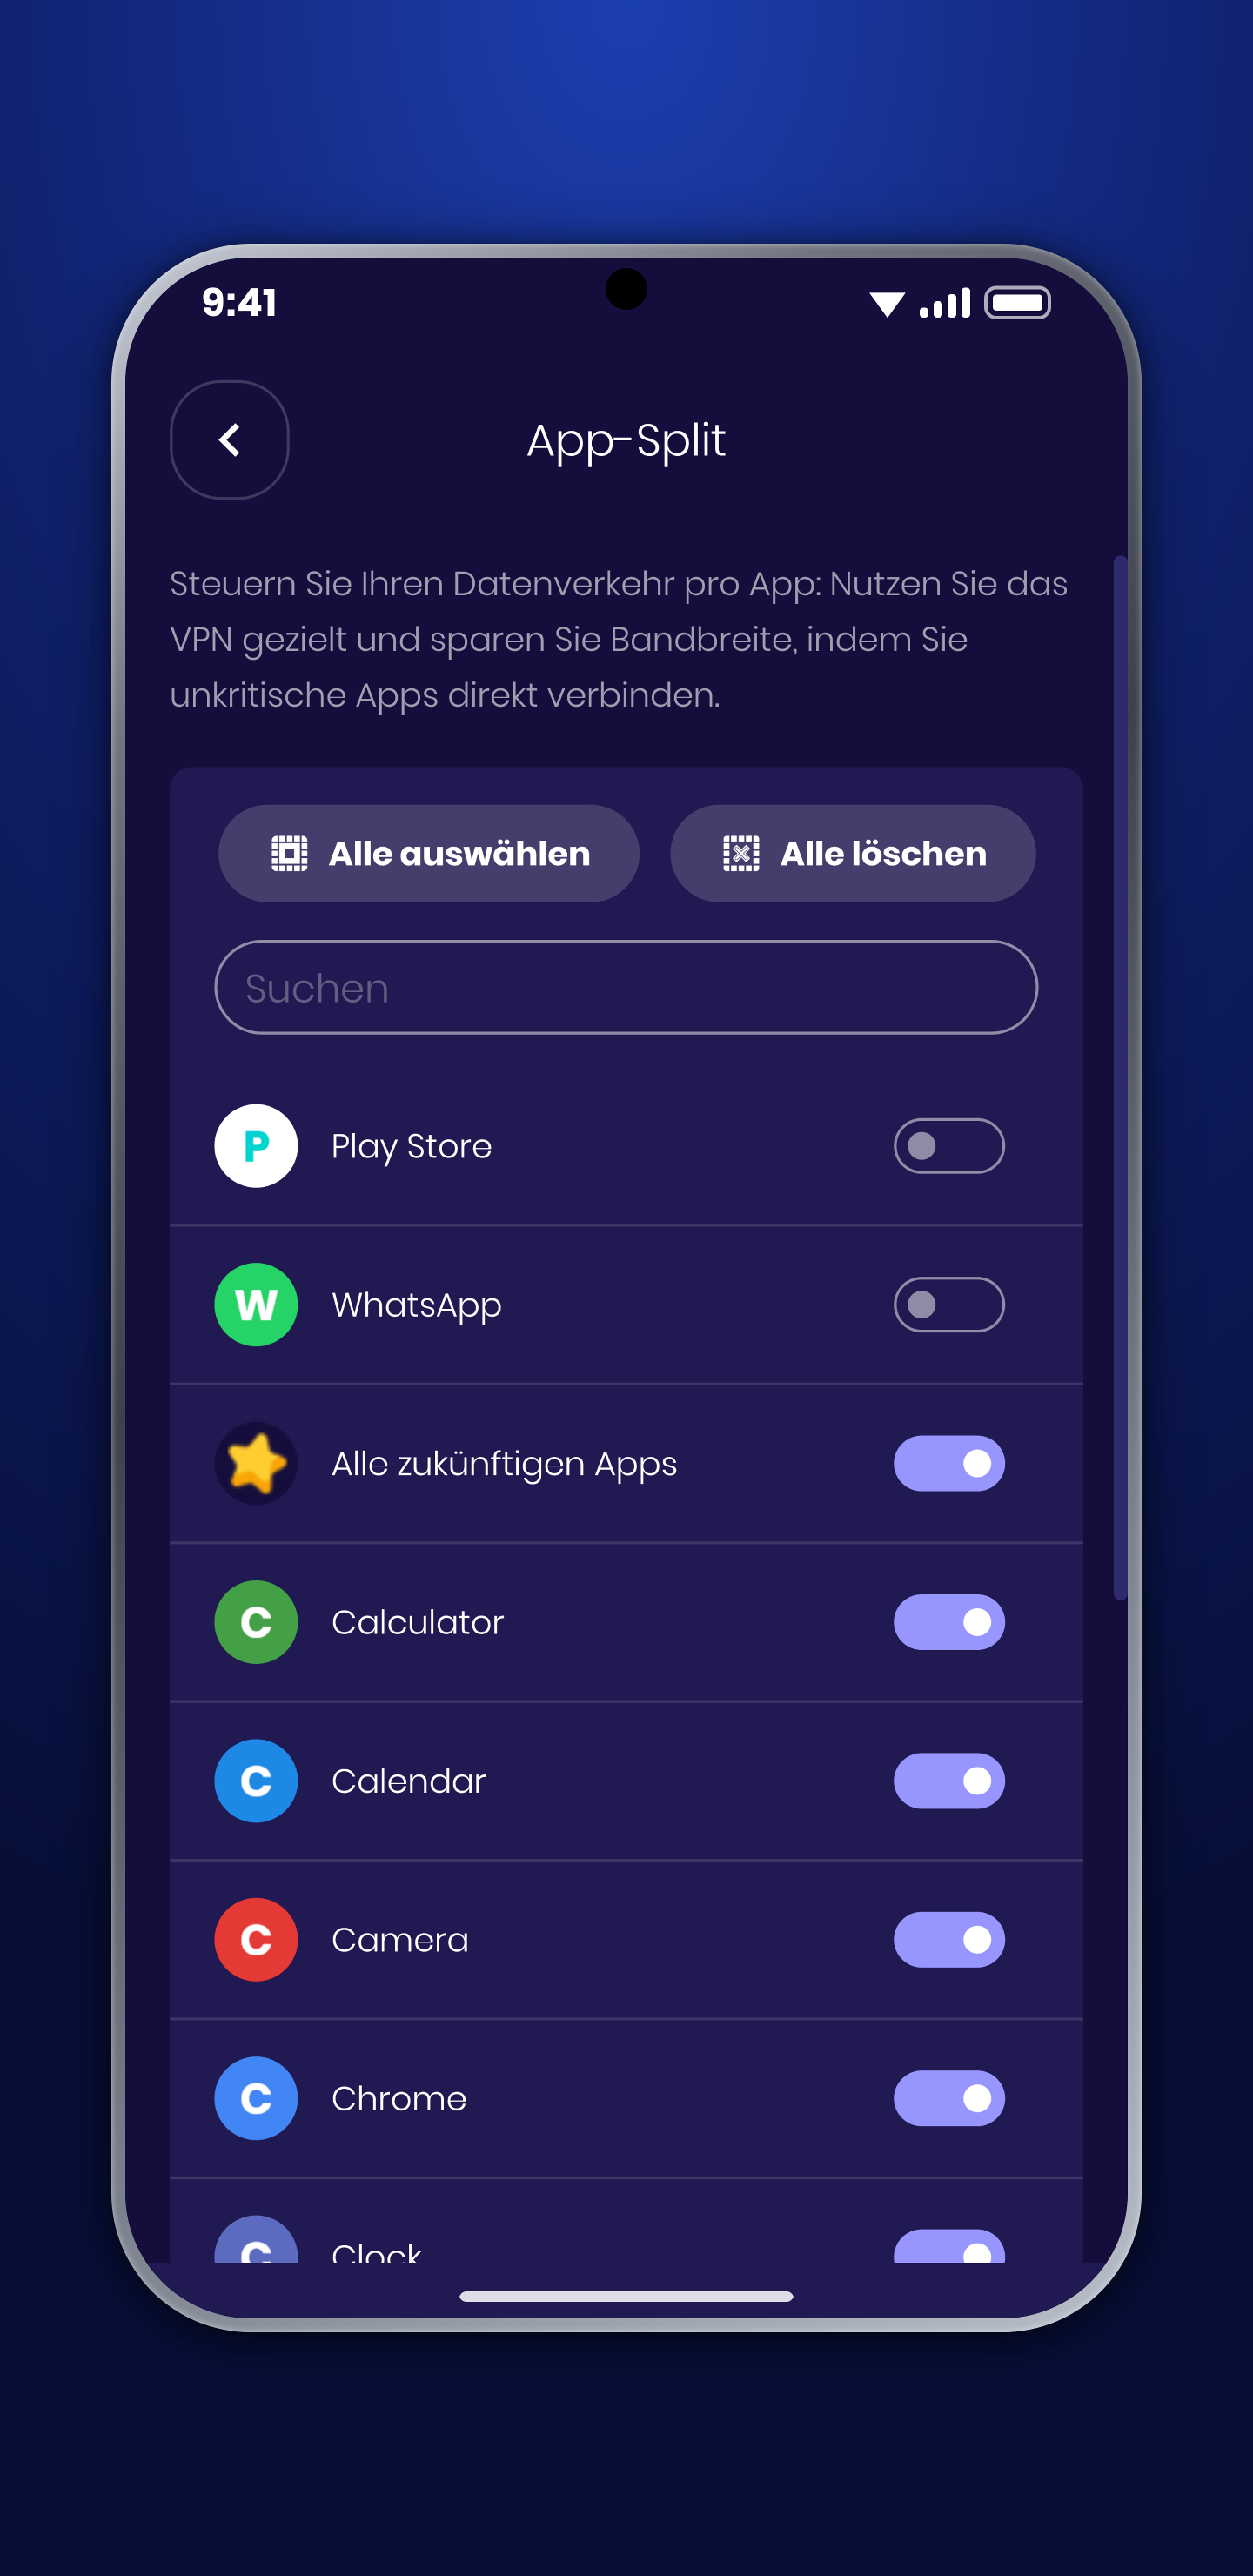 9:41
App-Split
Steuern Sie Ihren Datenverkehr pro App: Nutzen Sie das
VPN gezielt und sparen Sie Bandbreite, indem Sie
unkritische Apps direkt verbinden.
Alle auswählen
Alle löschen
Suchen
P Play Store
W WhatsApp
Alle zukünftigen Apps
C Calculator
C Calendar
C Camera
C Chrome
C Clock